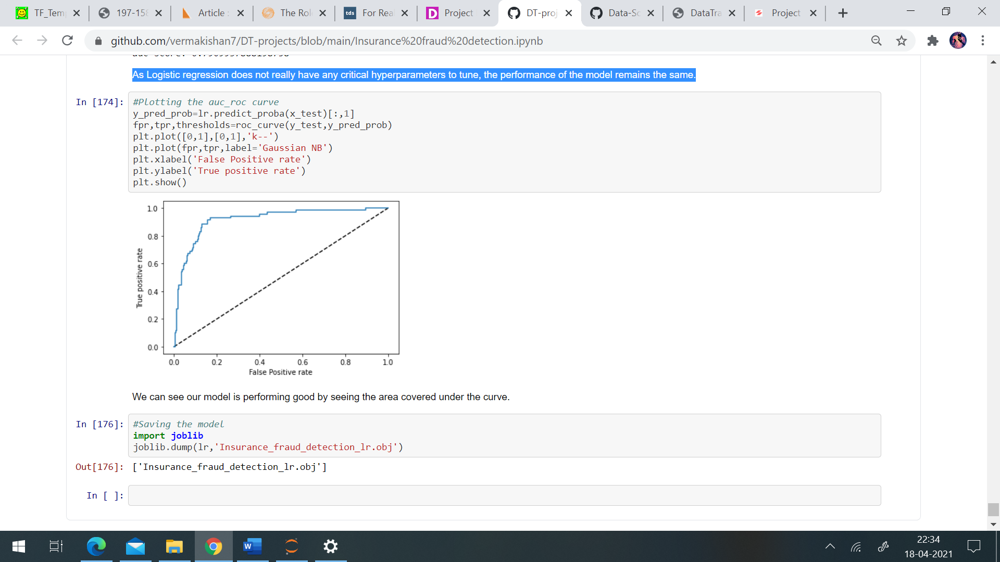 TF_Tem
197-158
Article :
The Rol
tds For Rea
D Project
DT-proj
Data-Sc
DataTra
Project
github.com/vermakishan7/DT-projects/blob/main/Insurance%20fraud%20detection.ipynb
As Logistic regression does not really have any critical hyperparameters to tune, the performance of the model remains the same.
In [174]: #Plotting the auc_roc curve
y_pred_prob=lr.predict_proba(x_test)[:,1]
fpr,tpr,thresholds=roc_curve(y_test,y_pred_prob)
plt.plot([0,1],[0,1],'k--')
plt.plot(fpr,tpr,label='Gaussian NB')
plt.xlabel('False Positive rate')
plt.ylabel('True positive rate')
plt.show()
1.0
0.8
0.6
0.4
0.2
0.0
True positive rate
0.0 0.2 0.4 0.6 0.8 1.0
False Positive rate
We can see our model is performing good by seeing the area covered under the curve.
In [176]: #Saving the model
import joblib
joblib.dump(lr,'Insurance_fraud_detection_lr.obj')
Out[176]: ['Insurance_fraud_detection_lr.obj']
In [ ]:
W
22:34
18-04-2021